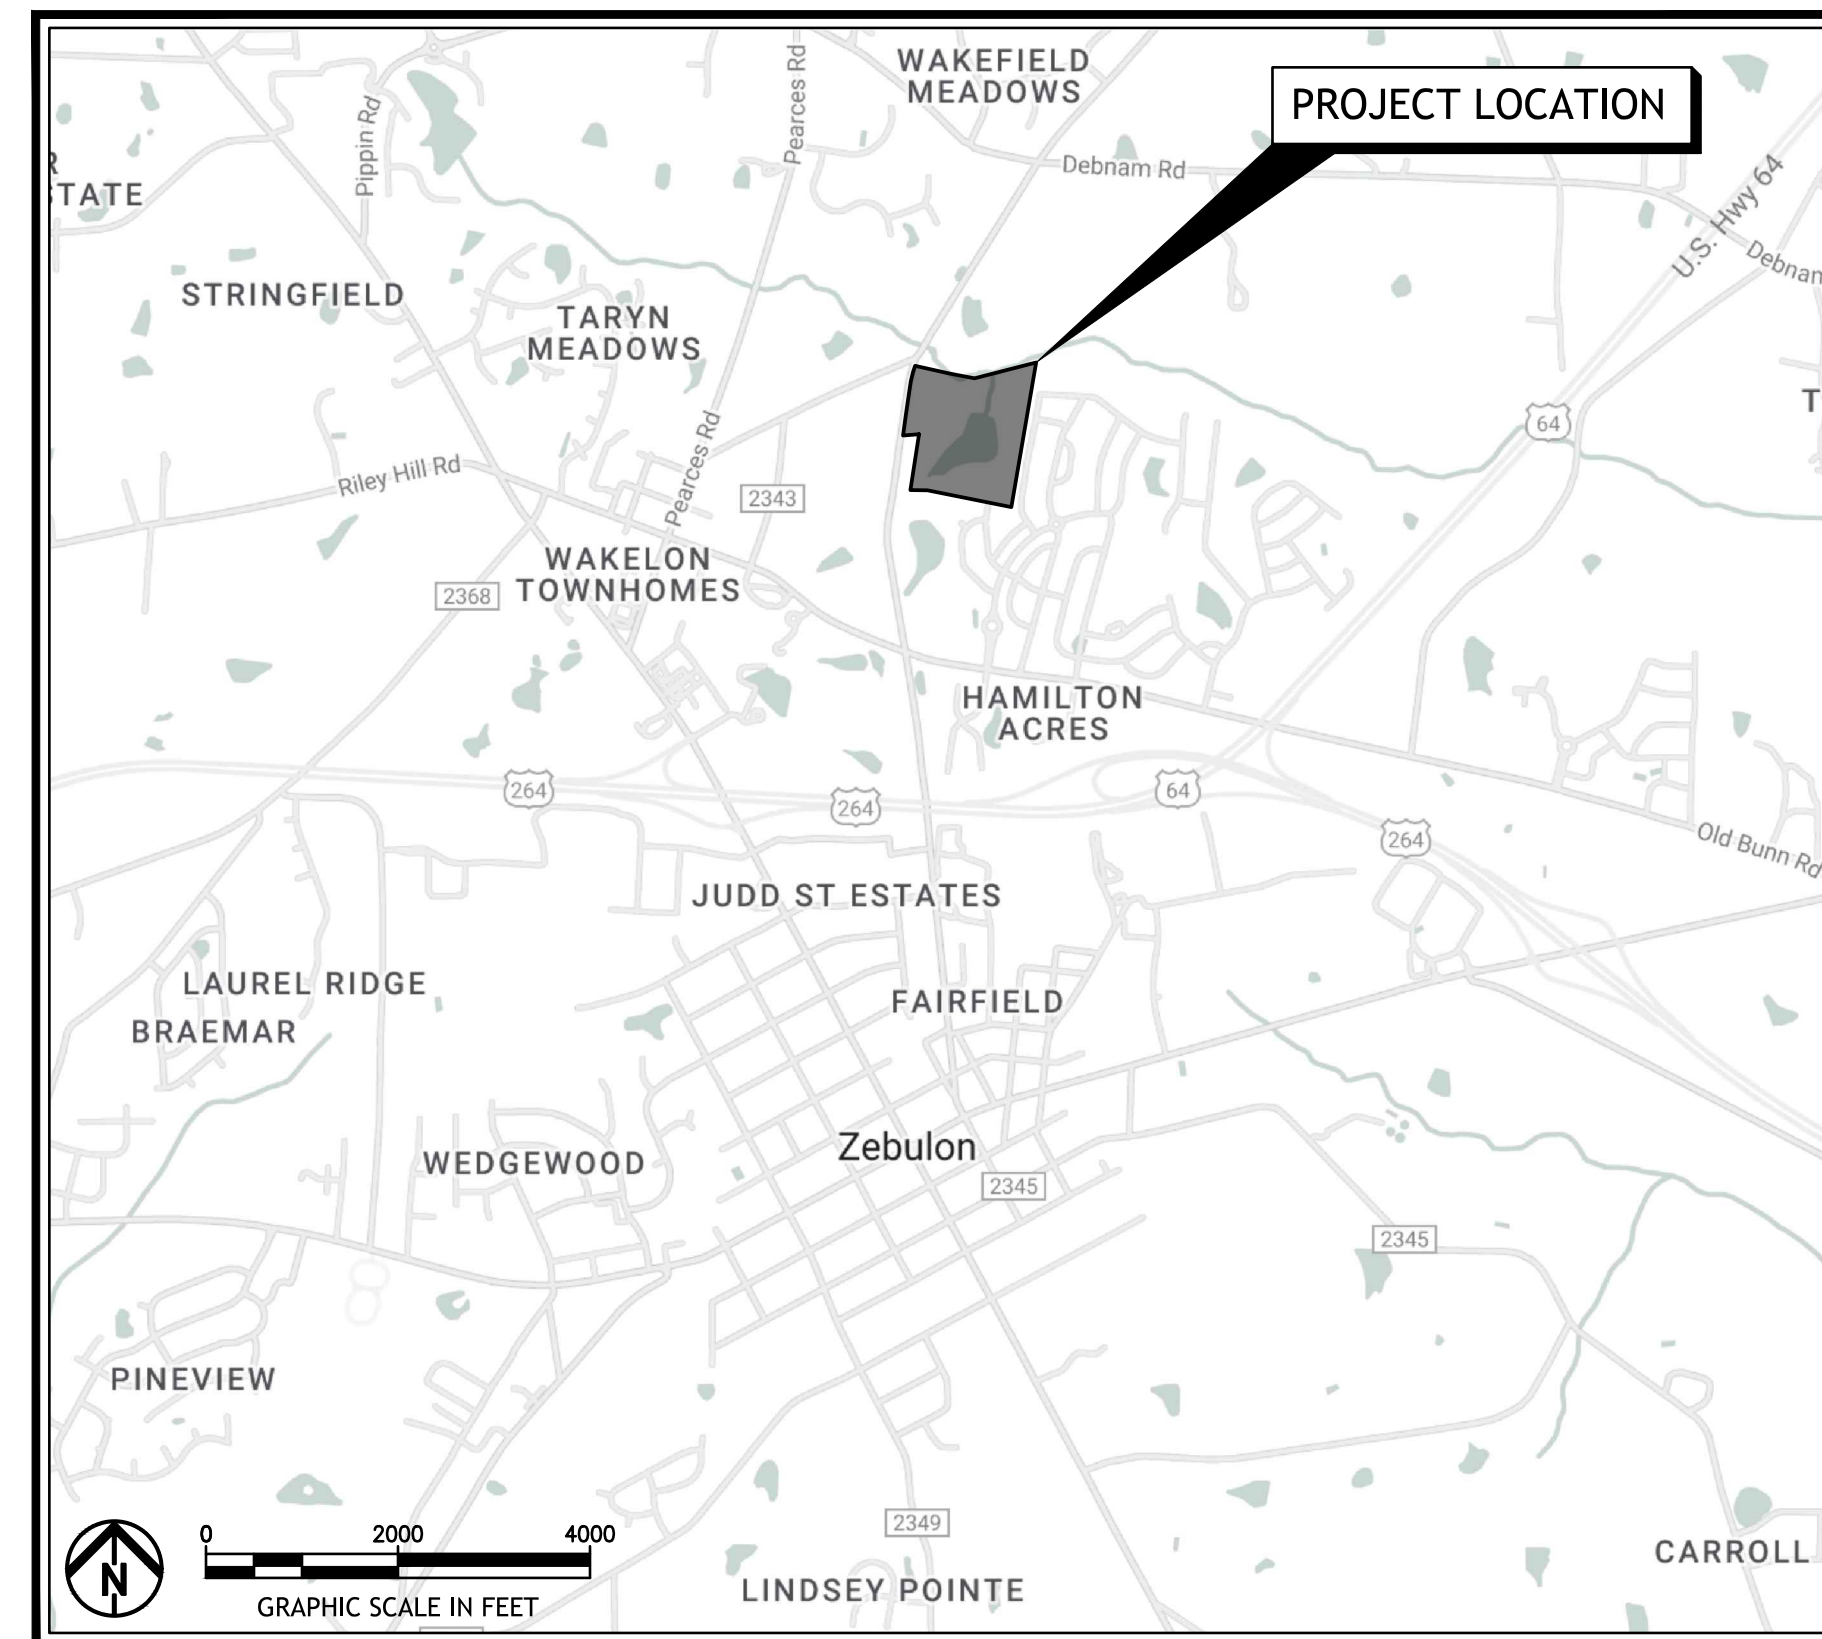 WAKEFIELD
MEADOWS
PROJECT LOCATION
Pearces Rd
Pippin Rd
Debnam Rd
U.S. Hwy 64
Debnam
R
STATE
STRINGFIELD
TARYN
MEADOWS
64
T
Pearces Rd
Riley Hill Rd
2343
WAKELON
TOWNHOMES
2368
HAMILTON
ACRES
264
264
64
264
Old Bunn Rd
JUDD ST ESTATES
LAUREL RIDGE
FAIRFIELD
BRAEMAR
Zebulon
WEDGEWOOD
2345
2345
PINEVIEW
2349
0 2000 4000
N
GRAPHIC SCALE IN FEET
LINDSEY POINTE
CARROLL